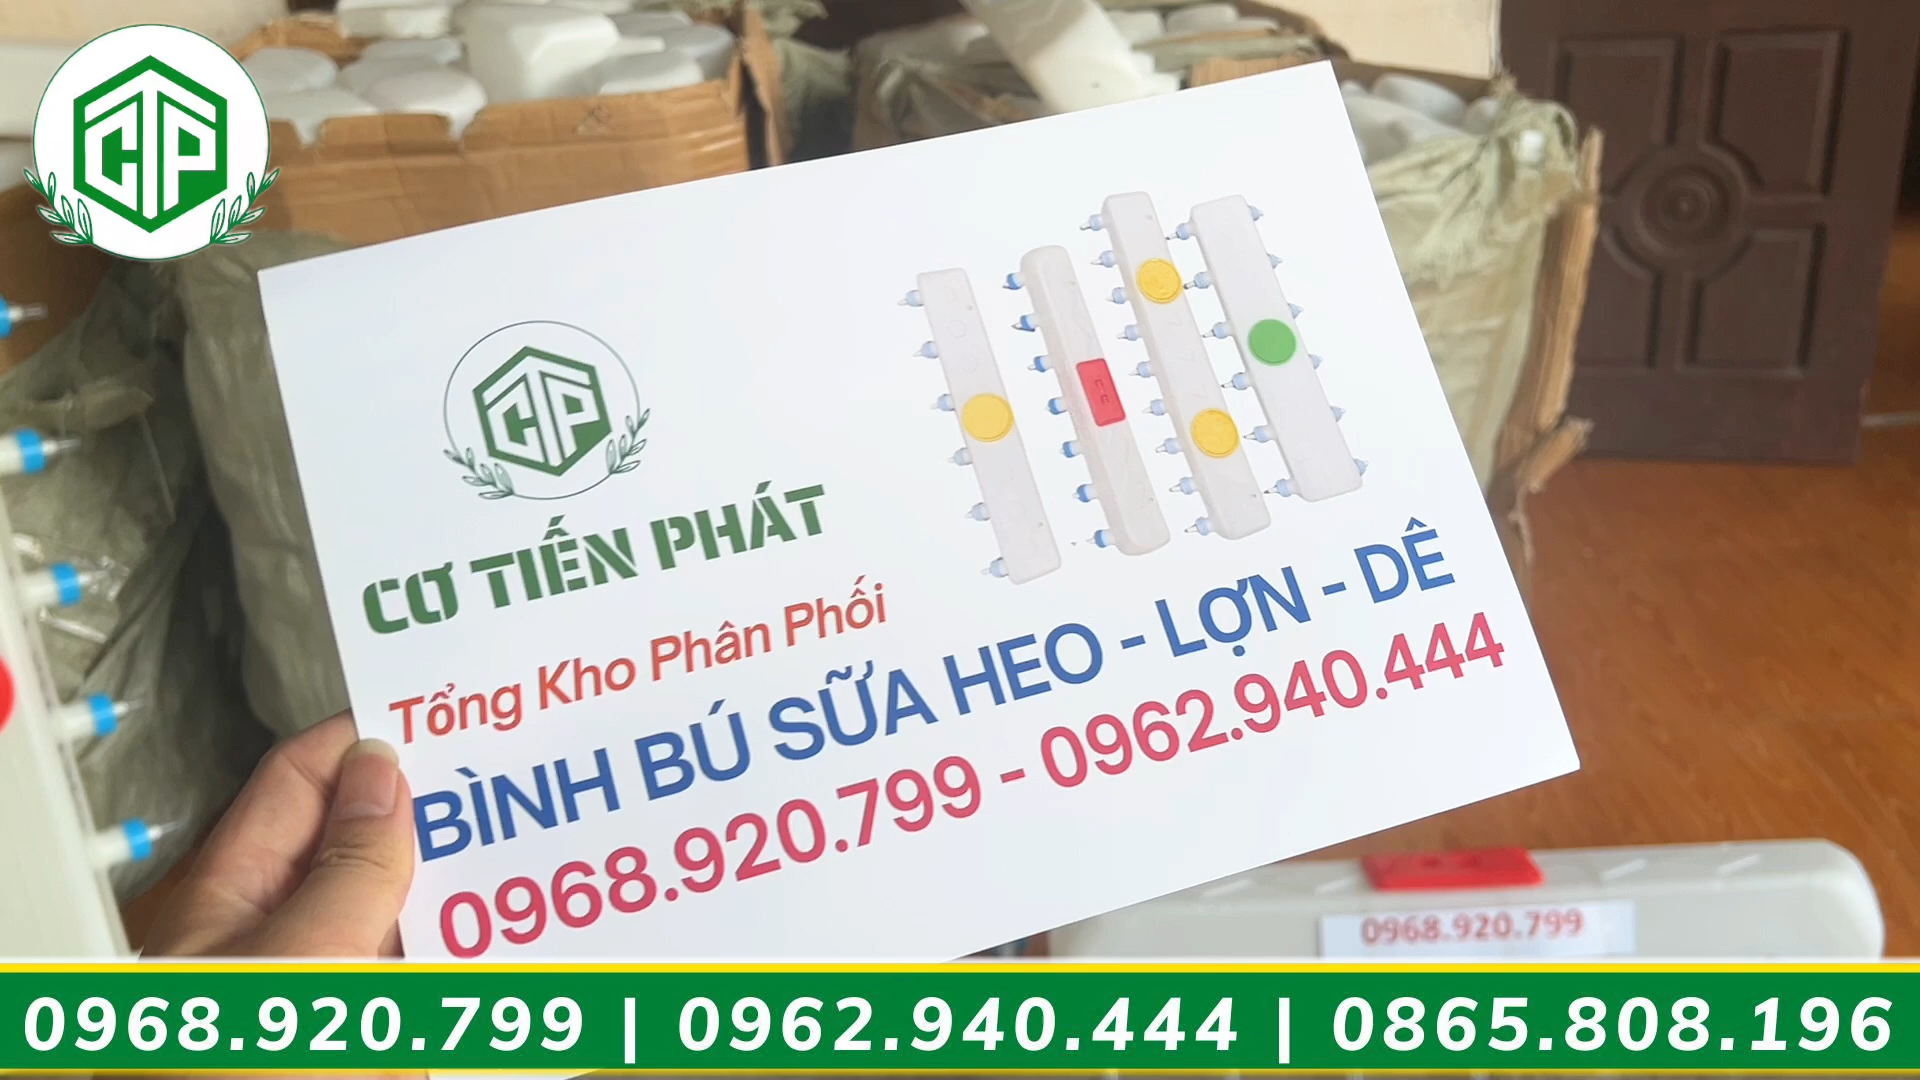 CTP
CTP
CƠ TIẾN PHÁT
Tổng Kho Phân Phối
BÌNH BÚ SỮA HEO - LỢN - DÊ
0968.920.799 - 0962.940.444
0968.920.799
0968.920.799 | 0962.940.444 | 0865.808.196